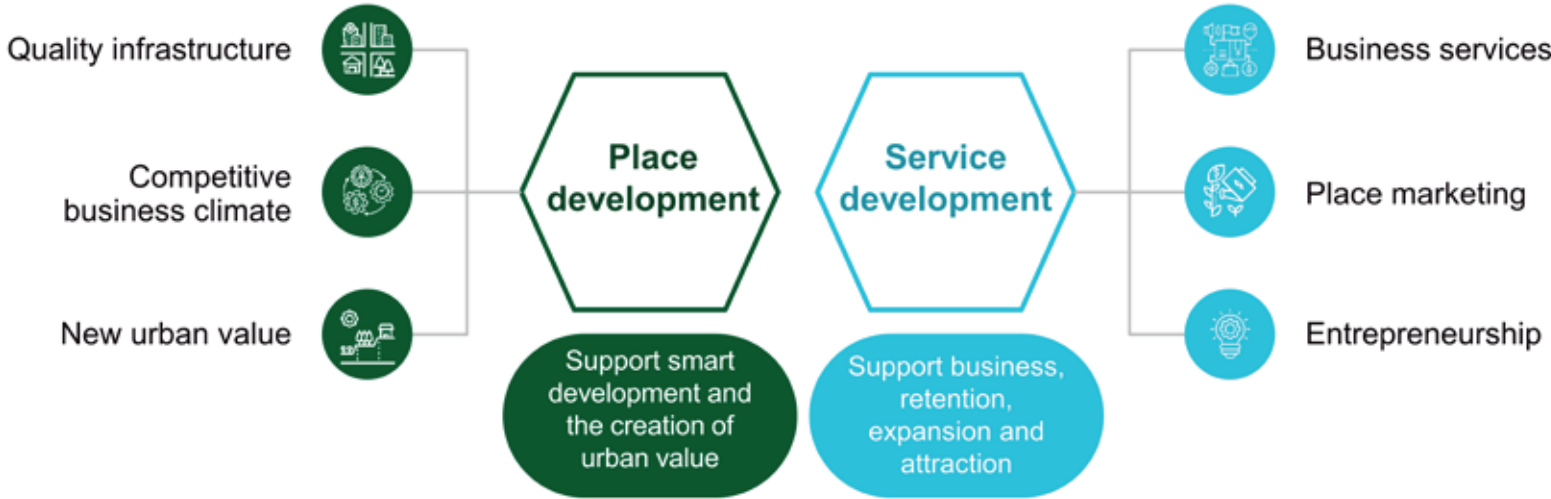 Quality infrastructure
Competitive
business climate
New urban value
Place
development
Support smart
development and
the creation of
urban value
Service
development
Support business,
retention,
expansion and
attraction
Business services
Place marketing
Entrepreneurship